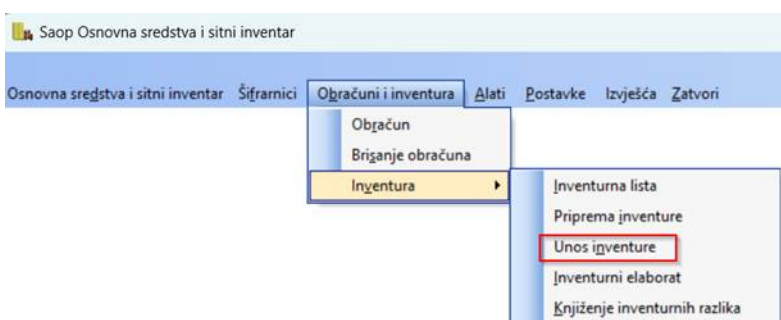 Saop Osnovna sredstva i sitni inventar
Osnovna sredstva i sitni inventar Šifrarnici Obračuni i inventura Alati Postavke Izvješća Zatvori
Obračun
Brisanje obračuna
Inventura
Inventurna lista
Priprema inventure
Unos inventure
Inventurni elaborat
Knjiženje inventurnih razlika